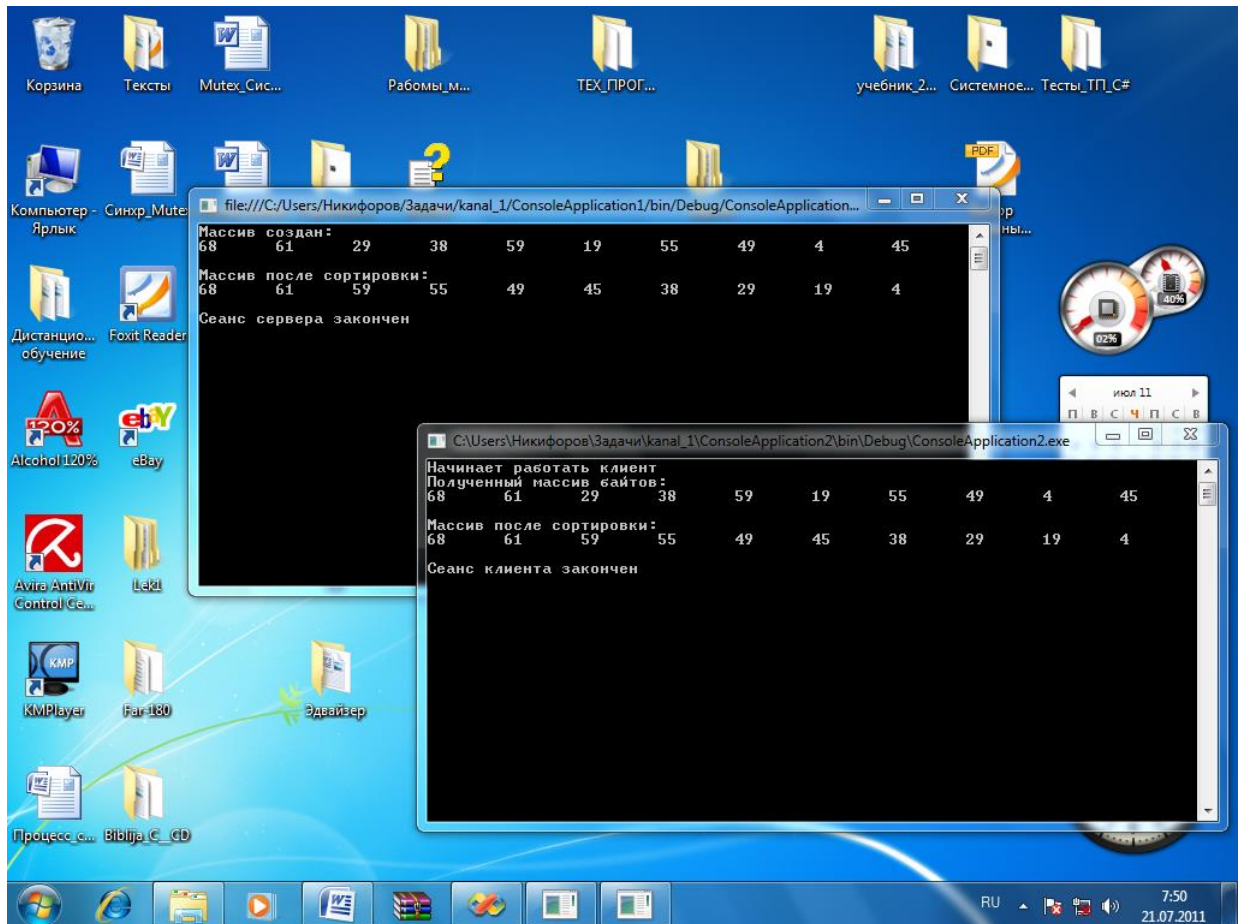 Корзина
Тексты
Mutex_Сис...
Рабомы_м...
ТЕХ_ПРОГ...
учебник_2...
Системное...
Тесты_ТП_C#
PDF
Компьютер - Ярлык
Синхр_Mutex
file:///C:/Users/Никифоров/Задачи/kanal_1/ConsoleApplication1/bin/Debug/ConsoleApplication...
Массив создан:
68 61 29 38 59 19 55 49 4 45
Массив после сортировки:
68 61 59 55 49 45 38 29 19 4
Сеанс сервера закончен
40%
02%
июл 11
П В С Ч П С В
Дистанцио... обучение
Foxit Reader
120%
Alcohol 120%
ebY
eBay
C:\Users\Никифоров\Задачи\kanal_1\ConsoleApplication2\bin\Debug\ConsoleApplication2.exe
Начинает работать клиент
Полученный массив байтов:
68 61 29 38 59 19 55 49 4 45
Массив после сортировки:
68 61 59 55 49 45 38 29 19 4
Сеанс клиента закончен
Avira AntiVir Control Ce...
Lek1
KMP
KMPlayer
Far-180
Эдвайзер
Процесс_с...
Biblija_C__CD
RU
7:50
21.07.2011